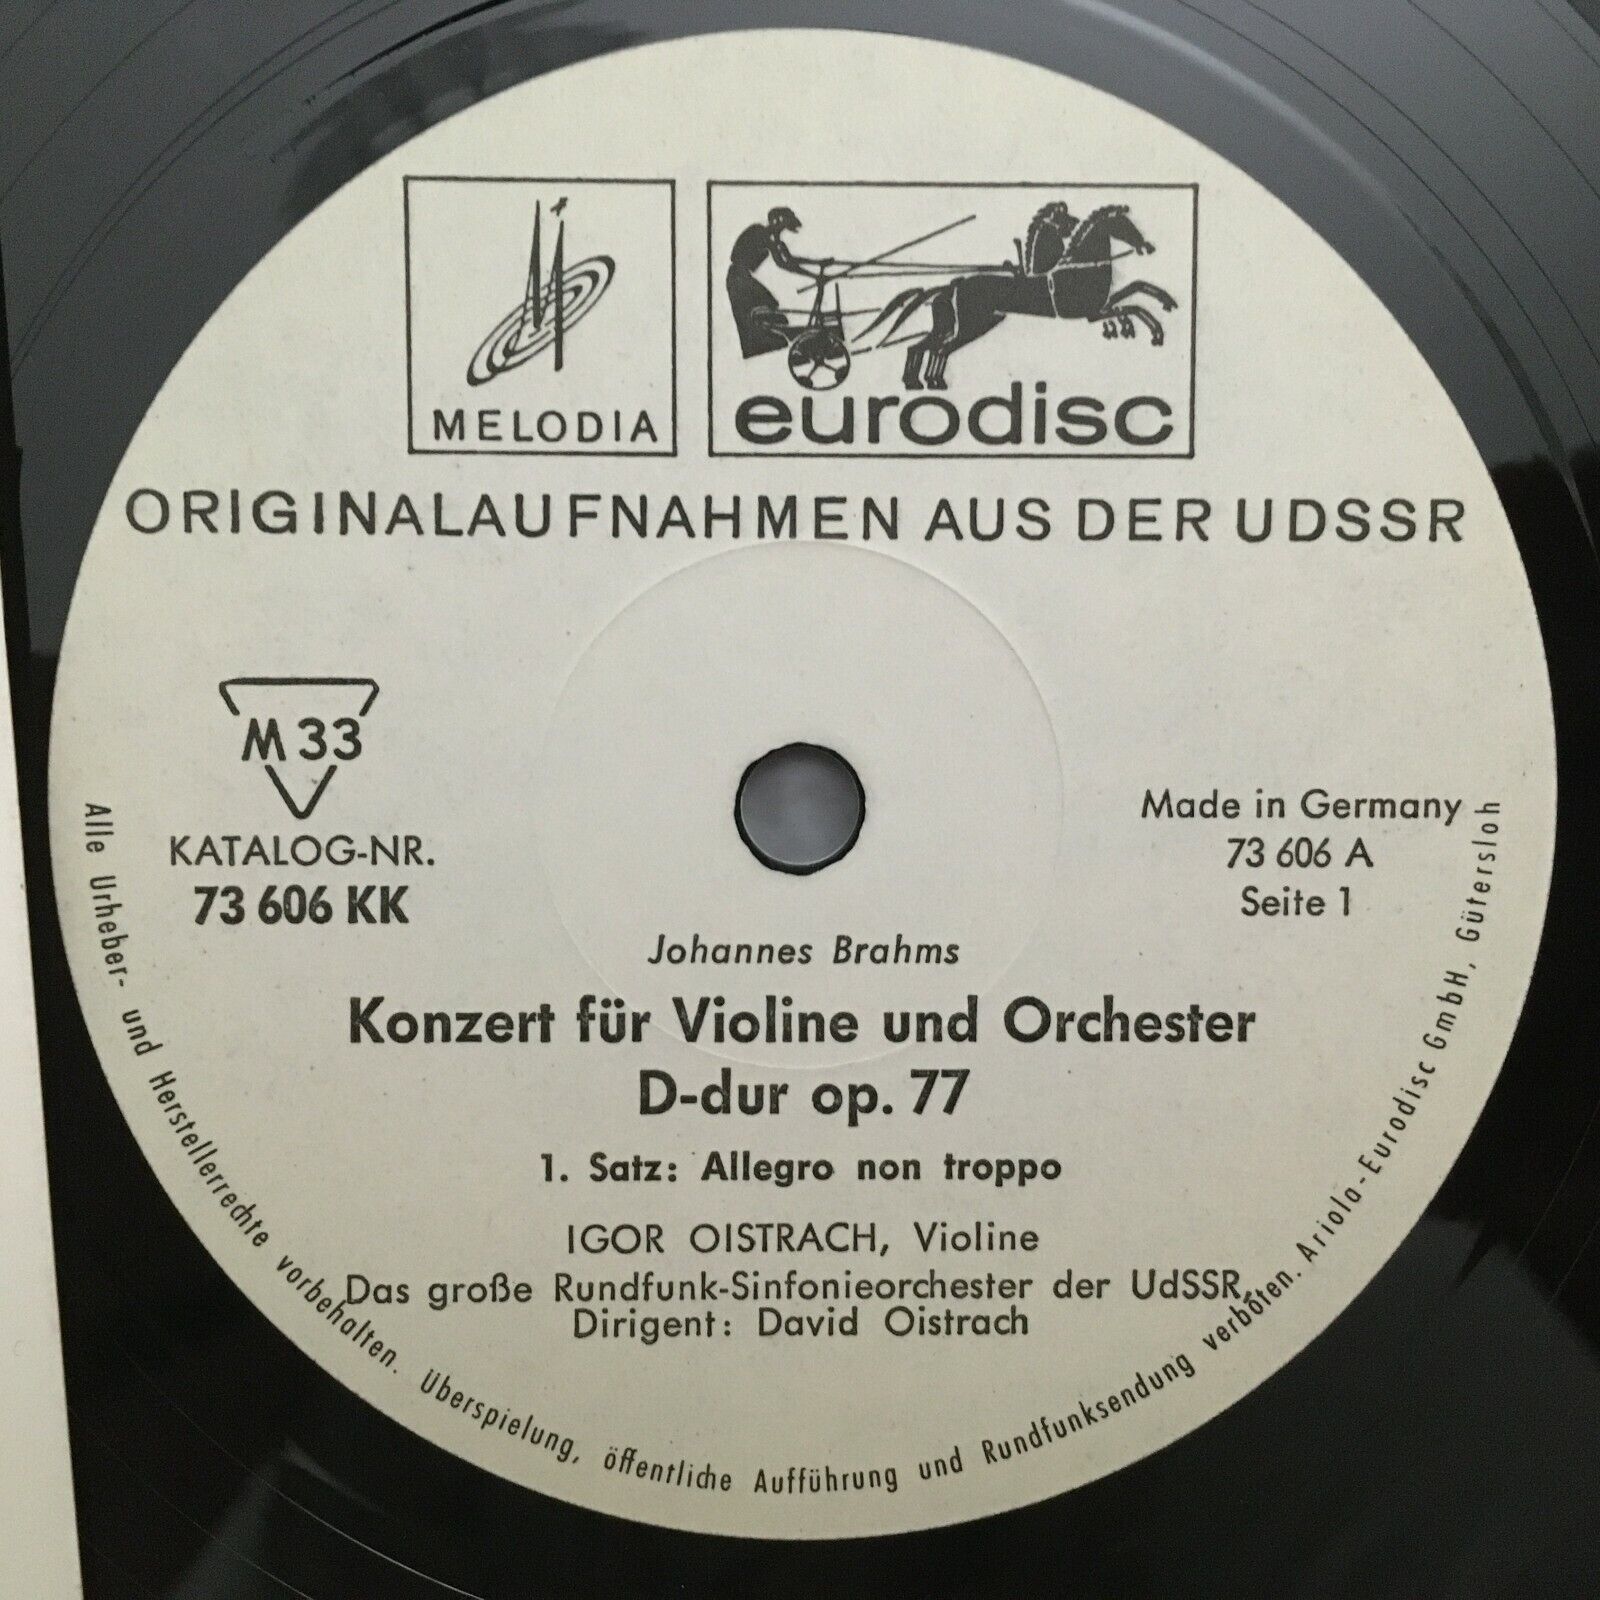 MELODIA
eurodisc
ORIGINALAUFNAHMEN AUS DER UDSSR
M 33
KATALOG-NR.
73 606 KK
Made in Germany
73 606 A
Seite 1
Johannes Brahms
Konzert für Violine und Orchester
D-dur op. 77
1. Satz: Allegro non troppo
IGOR OISTRACH, Violine
Das große Rundfunk-Sinfonieorchester der UdSSR,
Dirigent: David Oistrach
Alle Urheber- und Herstellerrechte vorbehalten. Überspielung, öffentliche Aufführung und Rundfunksendung verboten. Ariola-Eurodisc GmbH, Gütersloh